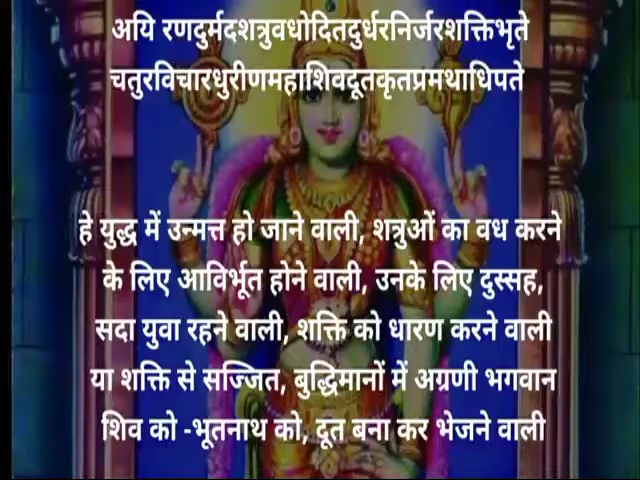 अयि रणदुर्मदशत्रुवधोदितदुर्धरनिर्जरशक्तिभृते
चतुरविचारधुरीणमहाशिवदूतकृतप्रमथाधिपते
हे युद्ध में उन्मत्त हो जाने वाली, शत्रुओं का वध करने
के लिए आविर्भूत होने वाली, उनके लिए दुस्सह,
सदा युवा रहने वाली, शक्ति को धारण करने वाली
या शक्ति से सज्जित, बुद्धिमानों में अग्रणी भगवान
शिव को -भूतनाथ को, दूत बना कर भेजने वाली